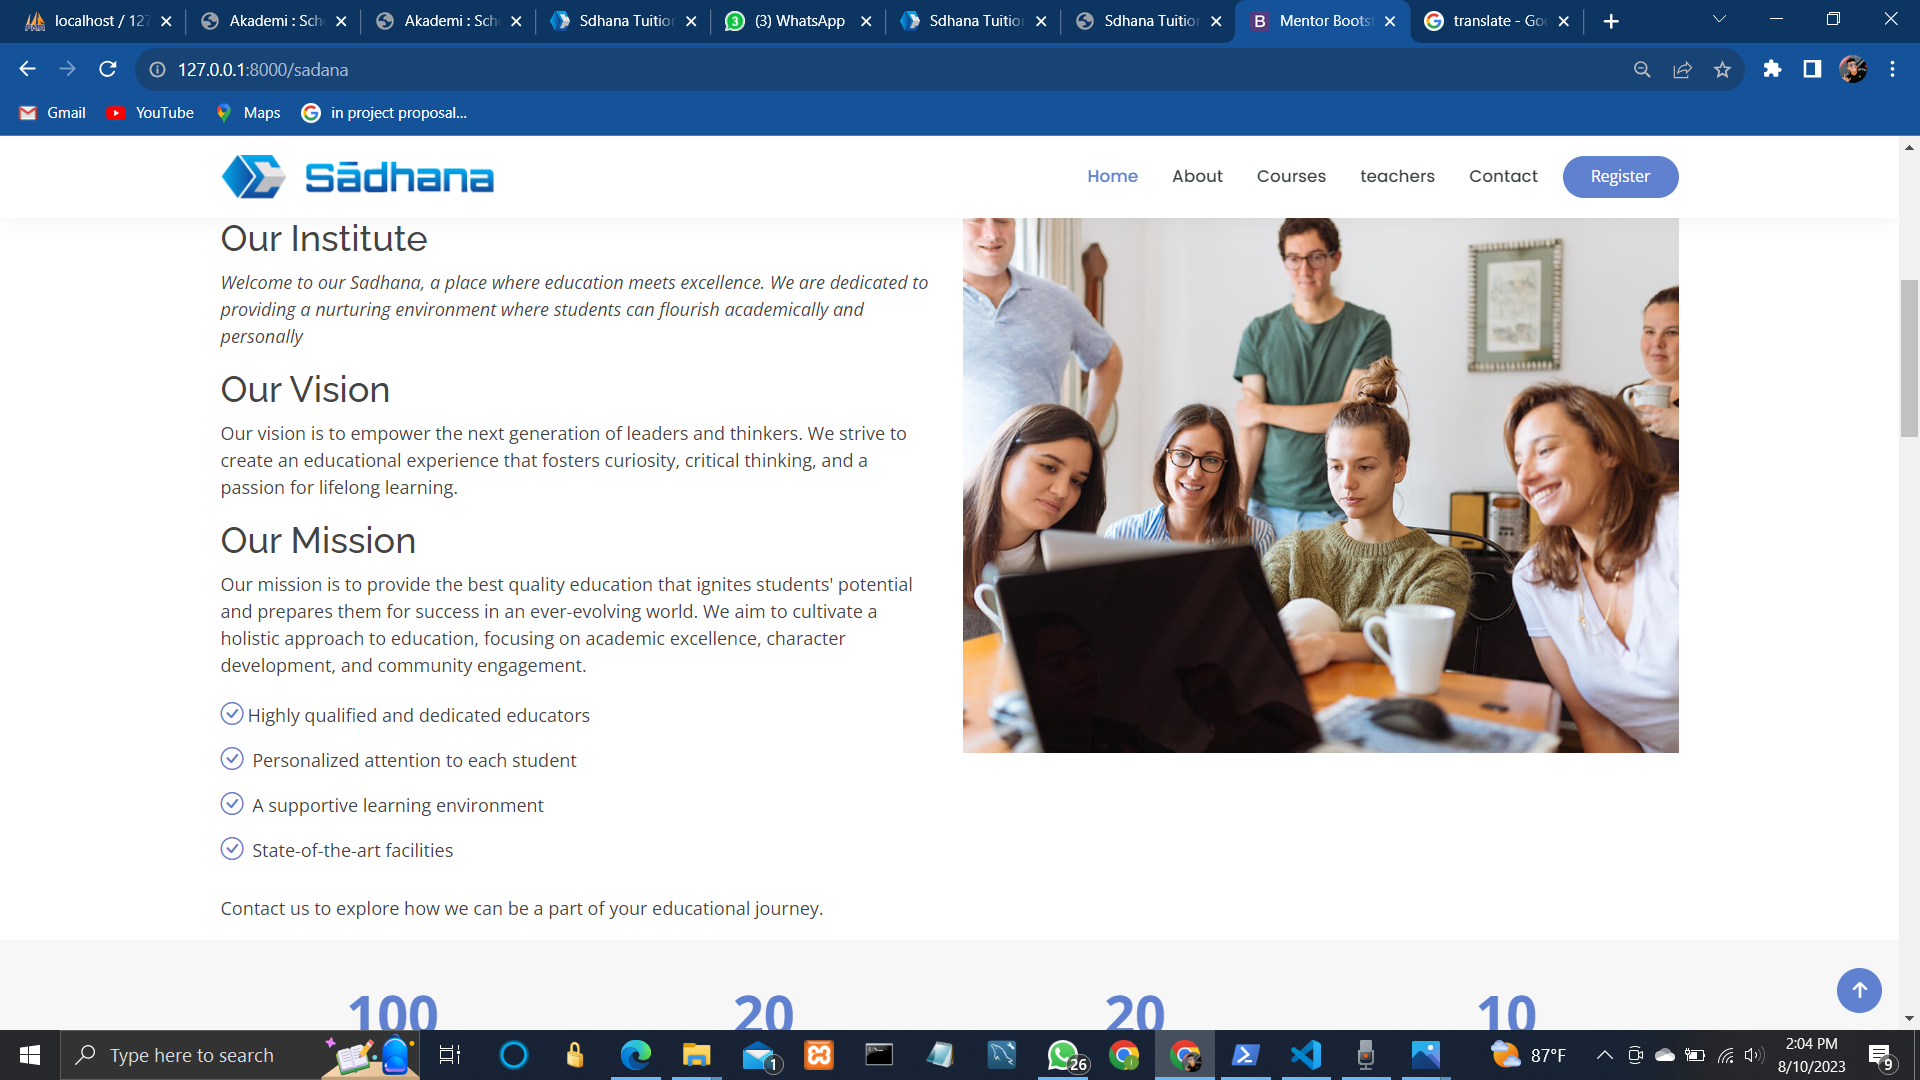 localhost / 127
Akademi : Sch
Akademi : Sch
Sdhana Tuition
(3) WhatsApp
Sdhana Tuition
Sdhana Tuition
Mentor Bootst
translate - Goo
127.0.0.1:8000/sadana
Gmail
YouTube
Maps
in project proposal...
Sādhana
Home
About
Courses
teachers
Contact
Register
Our Institute
Welcome to our Sadhana, a place where education meets excellence. We are dedicated to
providing a nurturing environment where students can flourish academically and
personally
Our Vision
Our vision is to empower the next generation of leaders and thinkers. We strive to
create an educational experience that fosters curiosity, critical thinking, and a
passion for lifelong learning.
Our Mission
Our mission is to provide the best quality education that ignites students' potential
and prepares them for success in an ever-evolving world. We aim to cultivate a
holistic approach to education, focusing on academic excellence, character
development, and community engagement.
Highly qualified and dedicated educators
Personalized attention to each student
A supportive learning environment
State-of-the-art facilities
Contact us to explore how we can be a part of your educational journey.
100
20
20
10
Type here to search
1
26
87°F
2:04 PM
8/10/2023
9